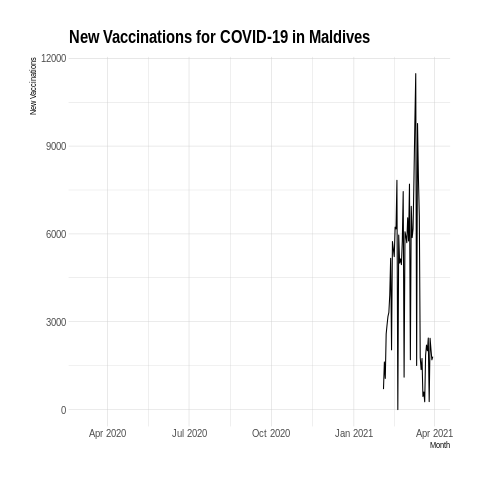 New Vaccinations for COVID-19 in Maldives
New Vaccinations
12000
9000
6000
3000
0
Apr 2020 Jul 2020 Oct 2020 Jan 2021 Apr 2021
Month